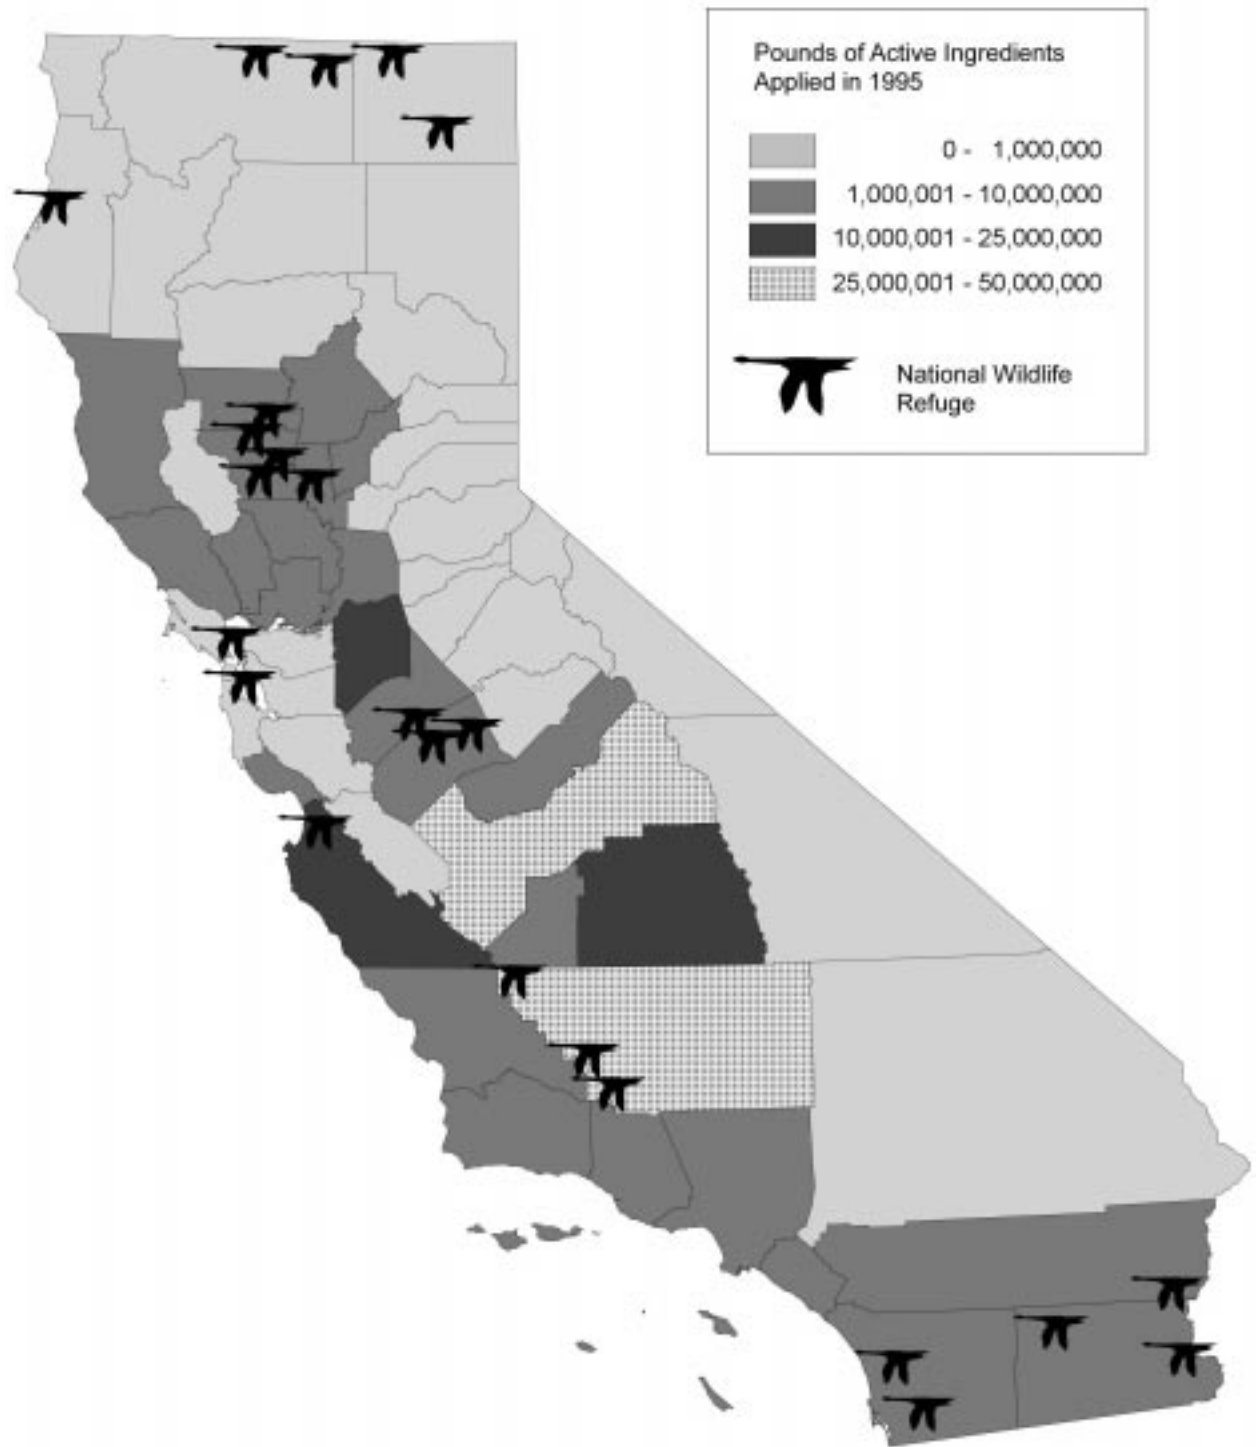 Pounds of Active Ingredients
Applied in 1995
0 - 1,000,000
1,000,001 - 10,000,000
10,000,001 - 25,000,000
25,000,001 - 50,000,000
National Wildlife
Refuge